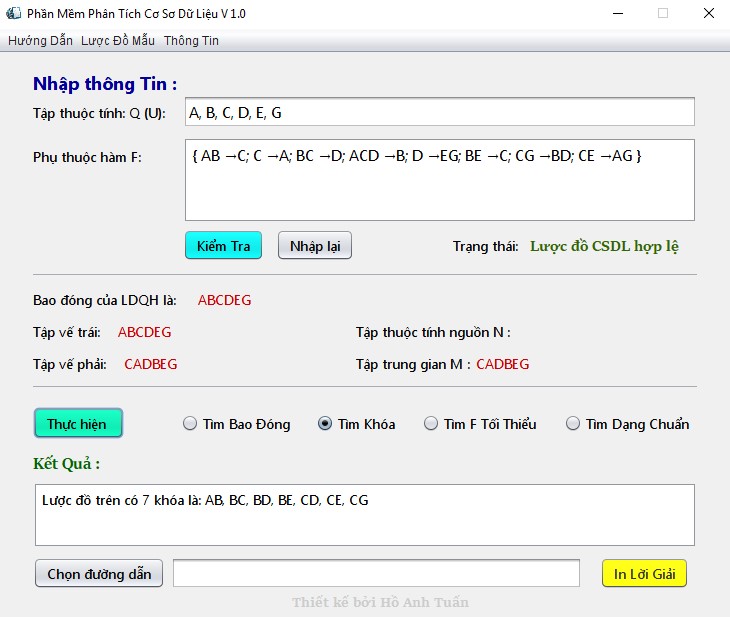 Phần Mềm Phân Tích Cơ Sơ Dữ Liệu V 1.0
Hướng Dẫn Lược Đồ Mẫu Thông Tin
Nhập thông Tin :
Tập thuộc tính: Q (U): A, B, C, D, E, G
Phụ thuộc hàm F: { AB →C; C →A; BC →D; ACD →B; D →EG; BE →C; CG →BD; CE →AG }
Kiểm Tra Nhập lại Trạng thái: Lược đồ CSDL hợp lệ
Bao đóng của LDQH là: ABCDEG
Tập vế trái: ABCDEG Tập thuộc tính nguồn N :
Tập vế phải: CADBEG Tập trung gian M : CADBEG
Thực hiện Tìm Bao Đóng Tìm Khóa Tìm F Tối Thiểu Tìm Dạng Chuẩn
Kết Quả :
Lược đồ trên có 7 khóa là: AB, BC, BD, BE, CD, CE, CG
Chọn đường dẫn In Lời Giải
Thiết kế bởi Hồ Anh Tuấn